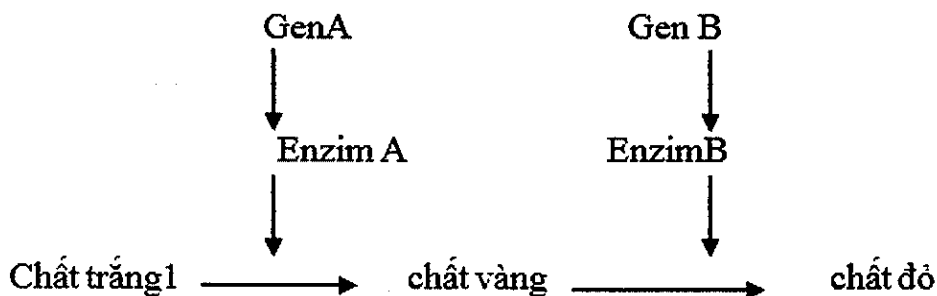 GenA Gen B
Enzim A EnzimB
Chất trắng1 chất vàng chất đỏ